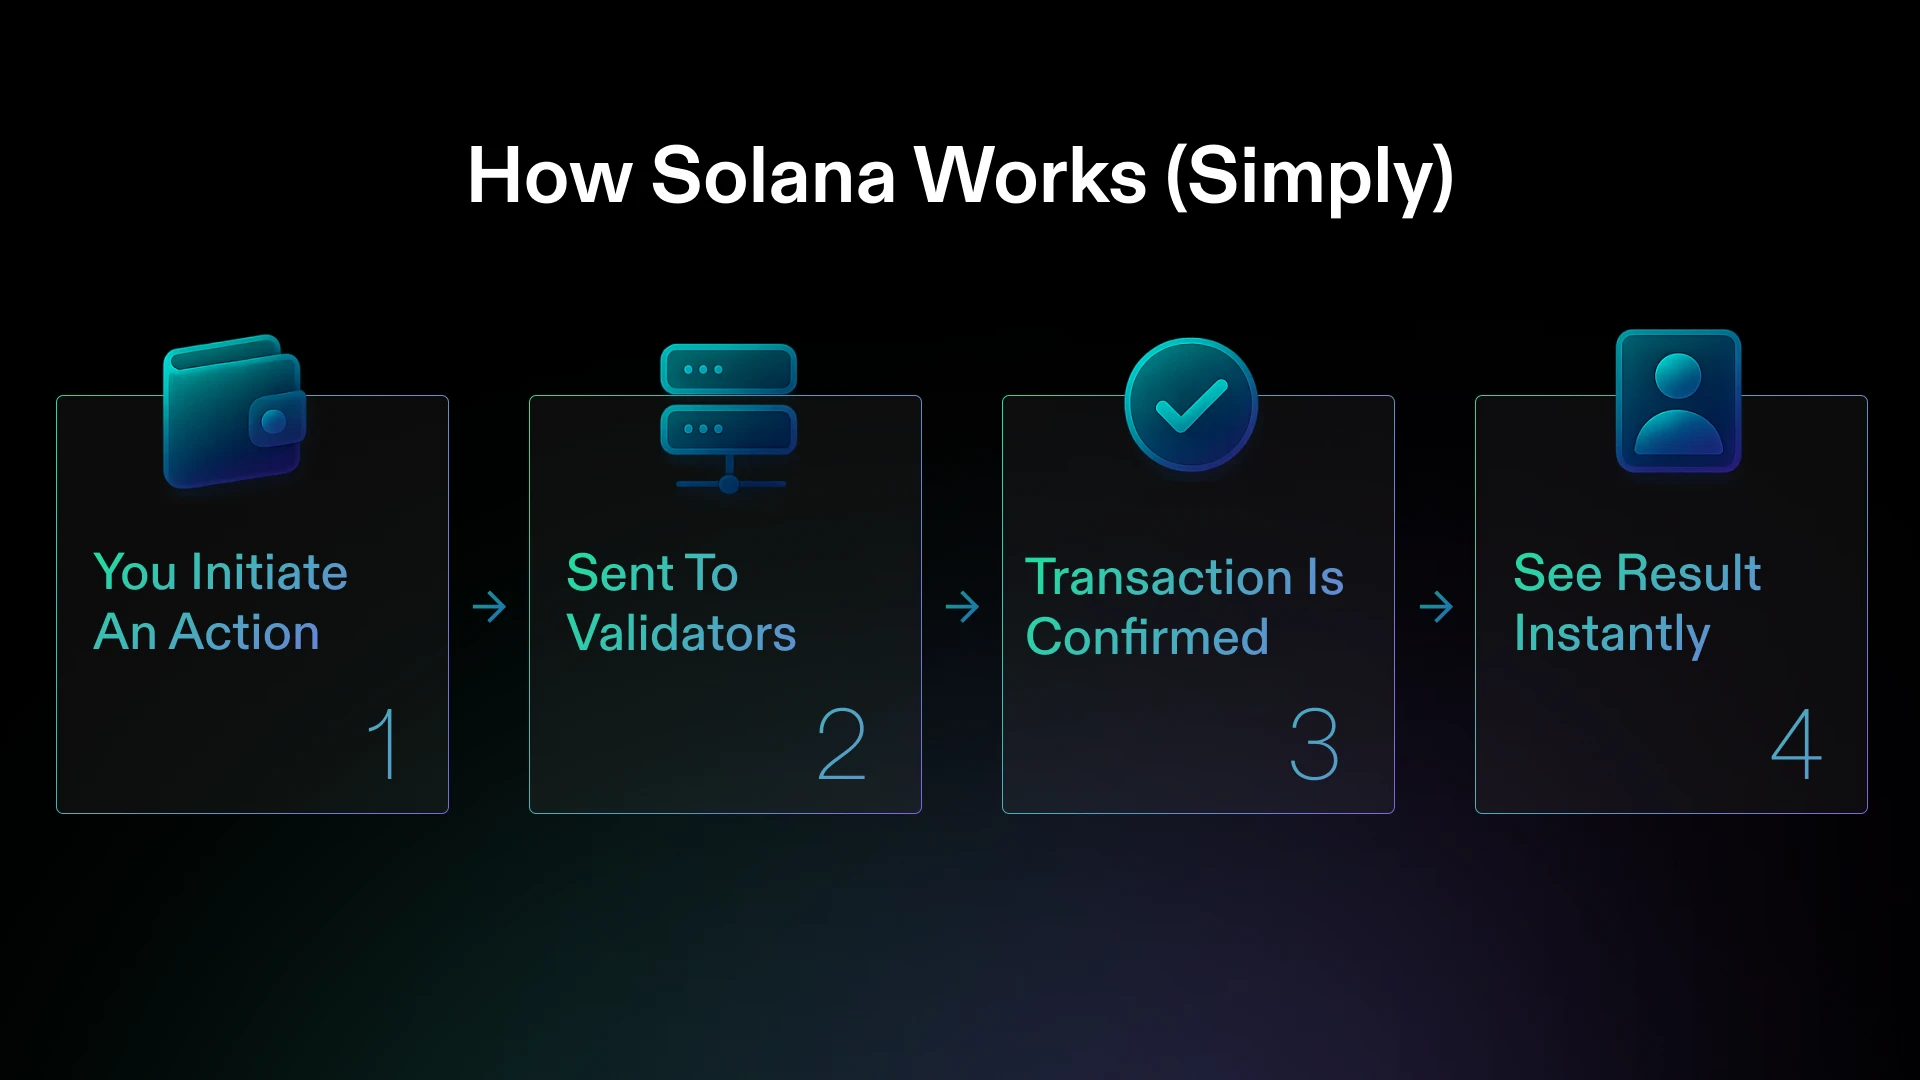 How Solana Works (Simply)
You Initiate
An Action
1
Sent To
Validators
2
Transaction Is
Confirmed
3
See Result
Instantly
4